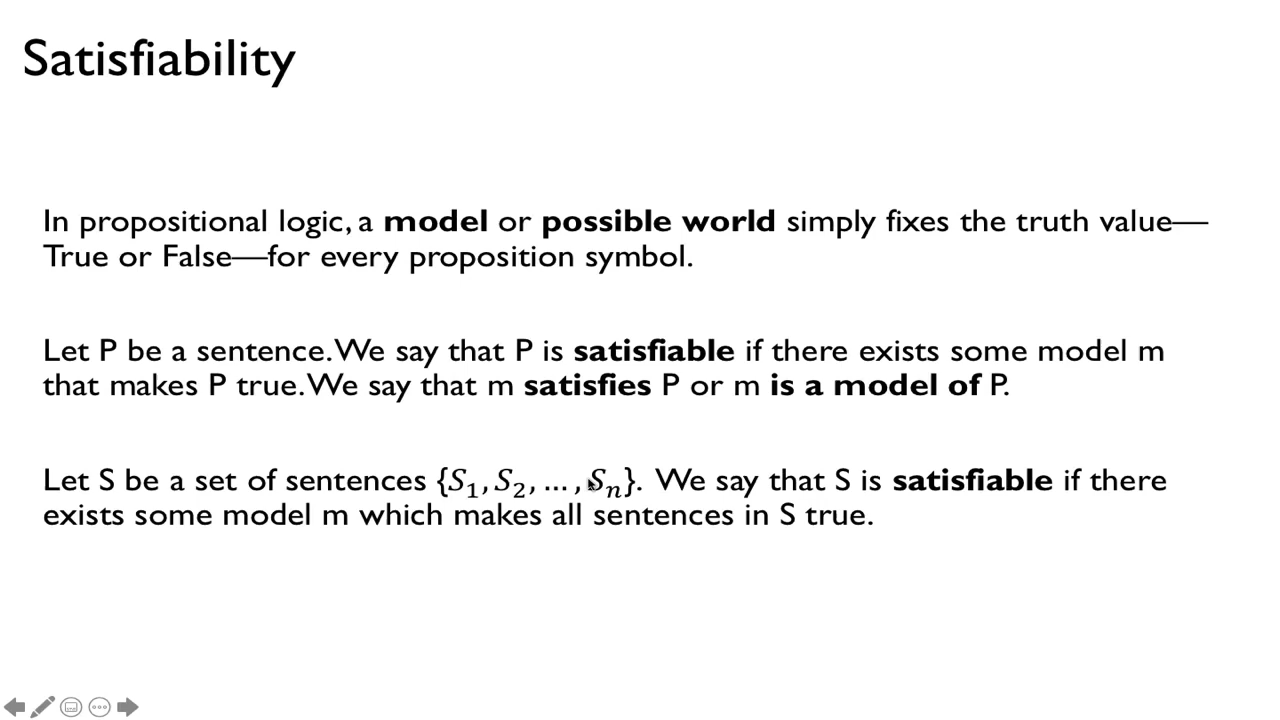 Satisfiability
In propositional logic, a model or possible world simply fixes the truth value—
True or False—for every proposition symbol.
Let P be a sentence. We say that P is satisfiable if there exists some model m
that makes P true. We say that m satisfies P or m is a model of P.
Let S be a set of sentences {𝑆₁, 𝑆₂, … , 𝑆ₙ}. We say that S is satisfiable if there
exists some model m which makes all sentences in S true.